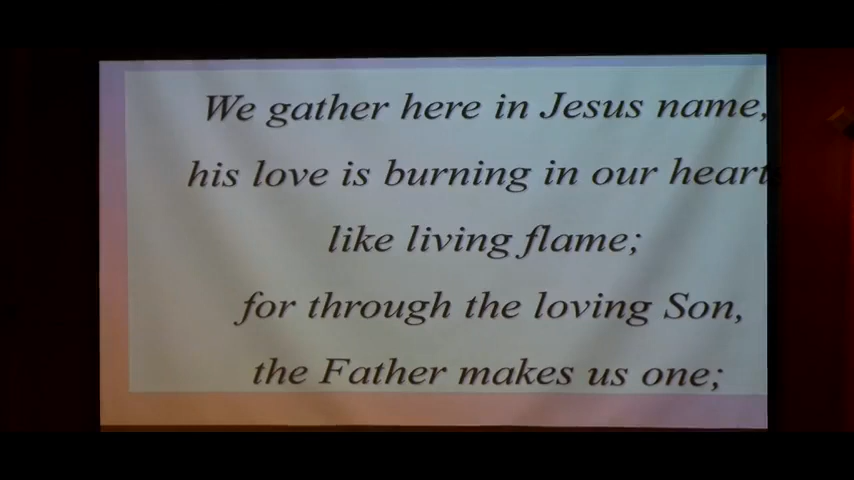 We gather here in Jesus name,
his love is burning in our hearts
like living flame;
for through the loving Son,
the Father makes us one;